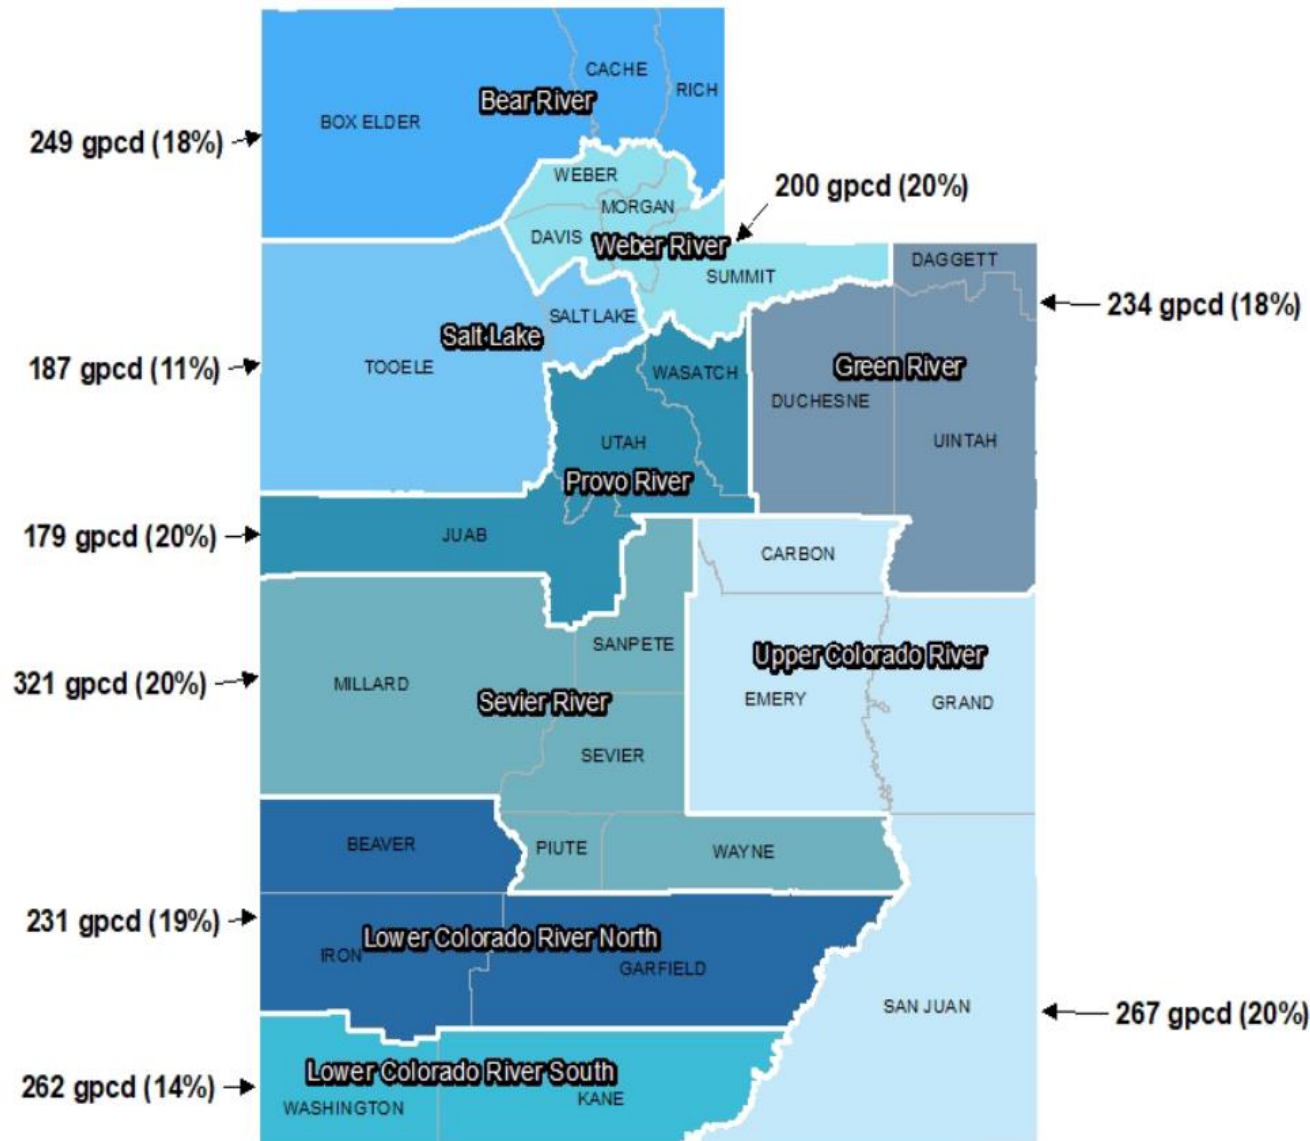 CACHE
RICH
Bear River
BOX ELDER
249 gpcd (18%)
WEBER
200 gpcd (20%)
MORGAN
DAVIS
Weber River
DAGGETT
SUMMIT
234 gpcd (18%)
SALT LAKE
Salt Lake
187 gpcd (11%)
TOOELE
WASATCH
Green River
DUCHESNE
UTAH
UINTAH
Provo River
179 gpcd (20%)
JUAB
CARBON
SANPETE
Upper Colorado River
321 gpcd (20%)
MILLARD
EMERY
GRAND
Sevier River
SEVIER
BEAVER
PIUTE
WAYNE
231 gpcd (19%)
Lower Colorado River North
IRON
GARFIELD
SAN JUAN
267 gpcd (20%)
Lower Colorado River South
262 gpcd (14%)
KANE
WASHINGTON